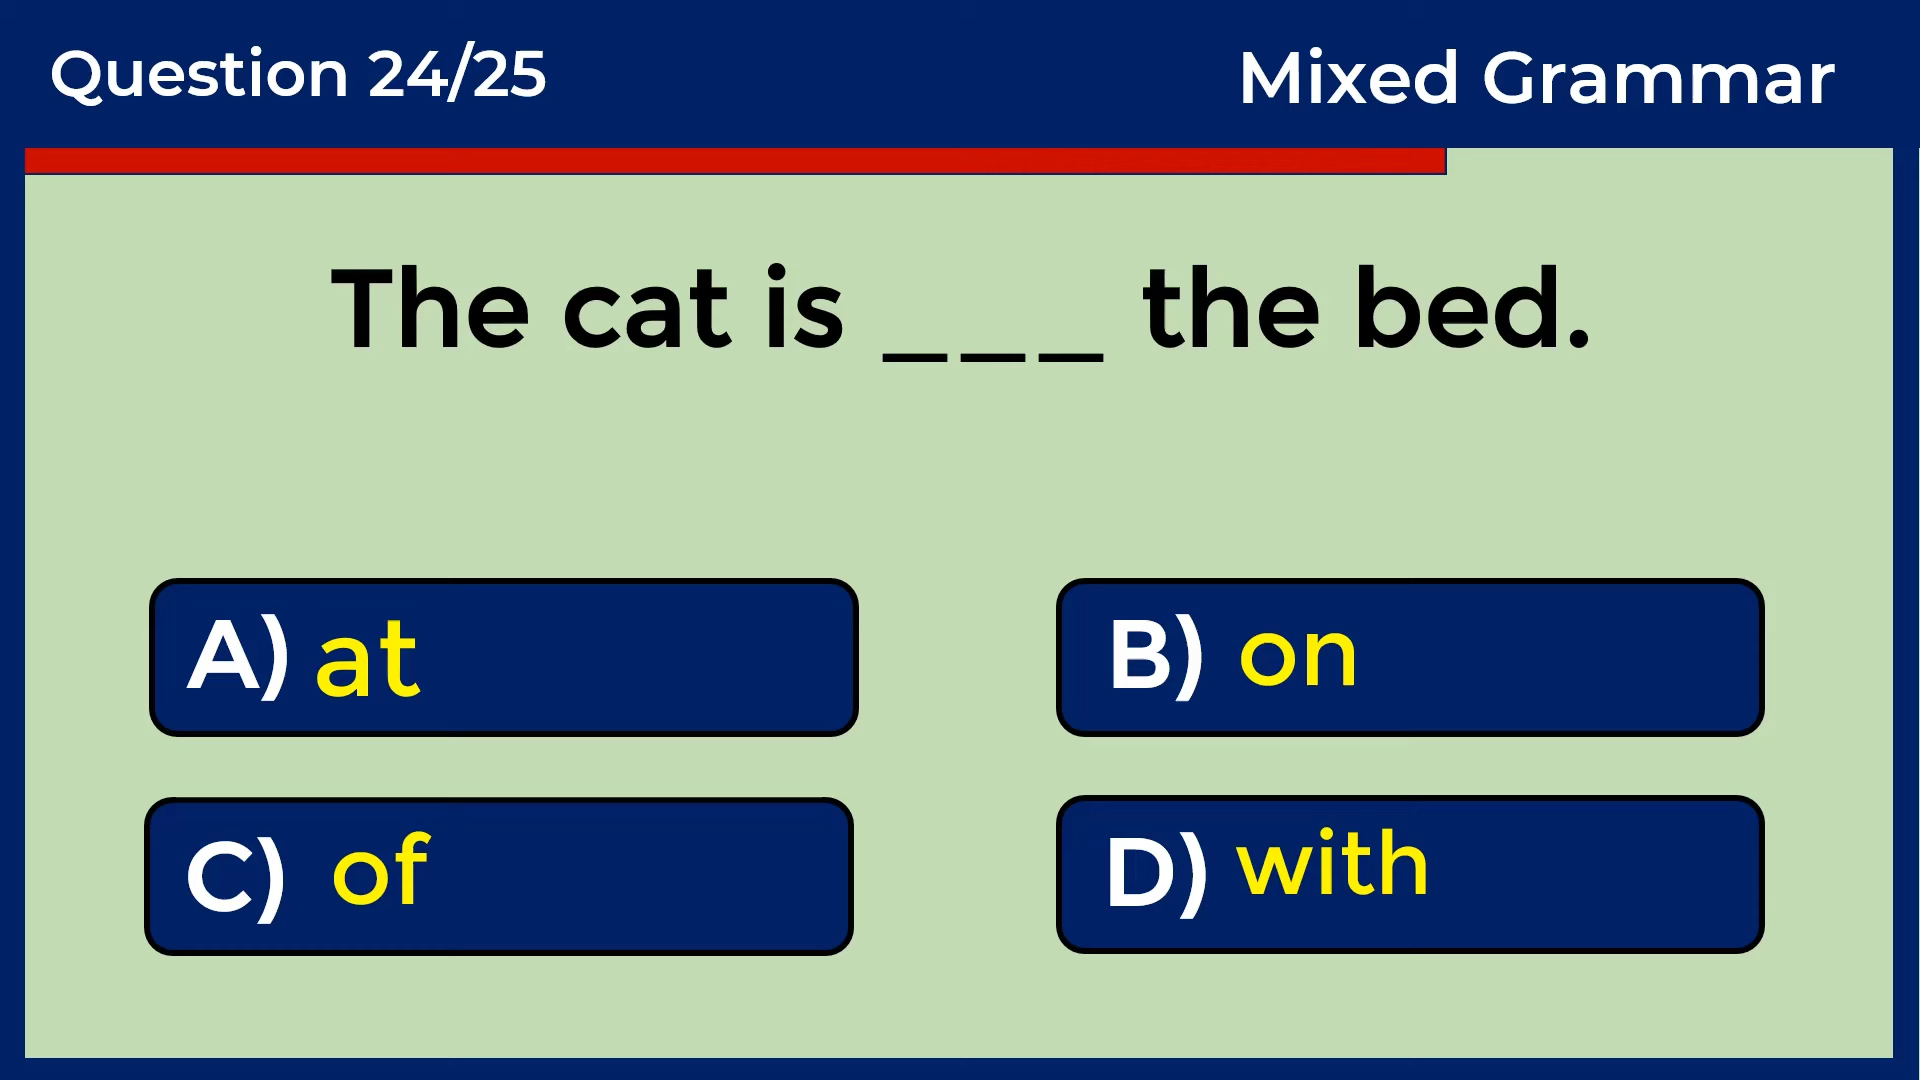 Question 24/25
Mixed Grammar
The cat is ___ the bed.
A) at
B) on
C) of
D) with